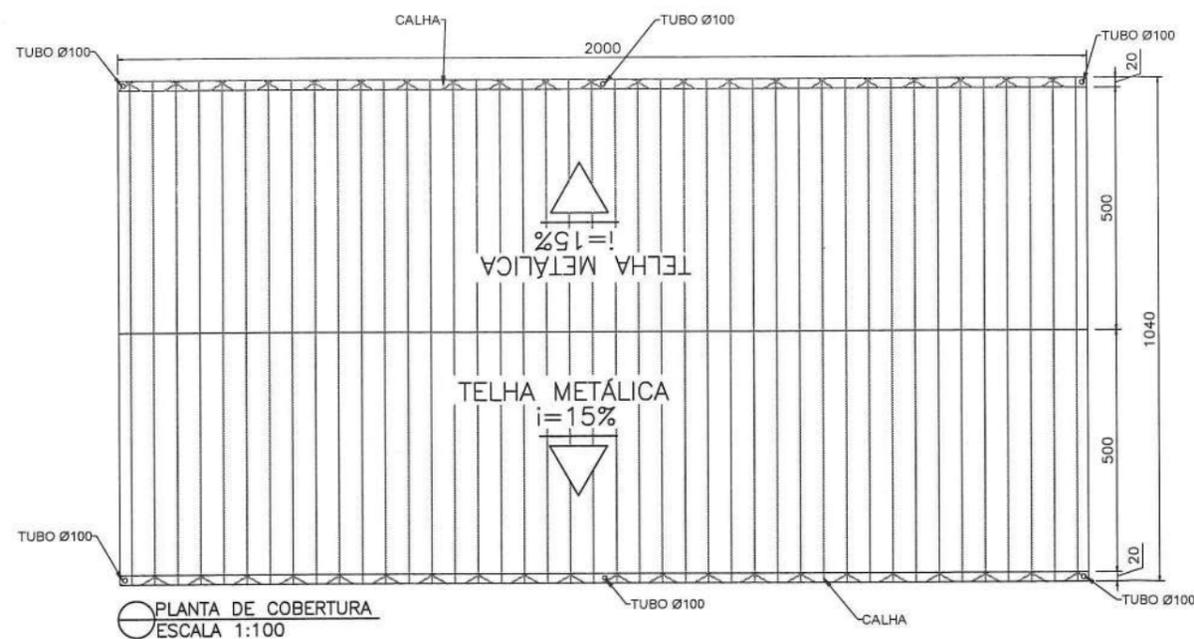 CALHA
TUBO Ø100
TUBO Ø100
TUBO Ø100
2000
20
500
i=15%
TELHA METÁLICA
1040
TELHA METÁLICA
i=15%
500
20
TUBO Ø100
TUBO Ø100
CALHA
TUBO Ø100
PLANTA DE COBERTURA
ESCALA 1:100